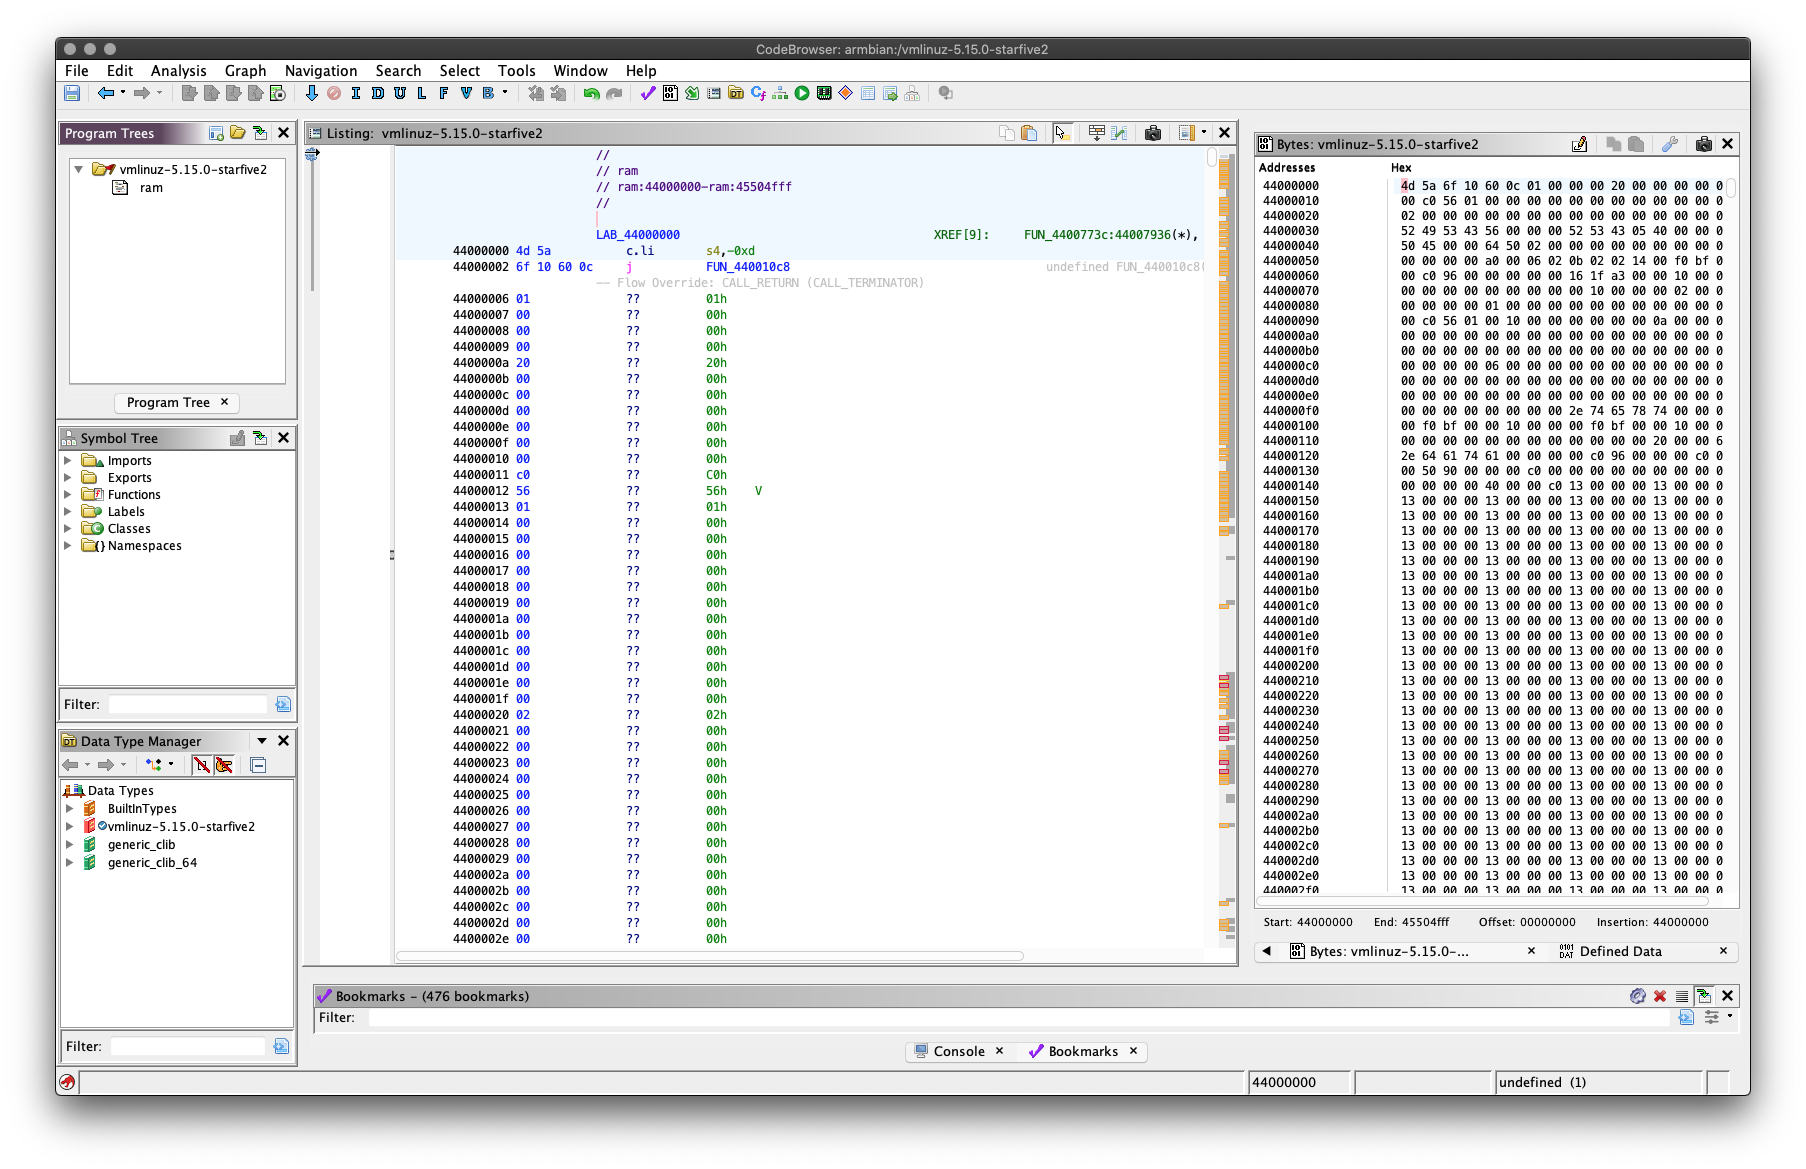 CodeBrowser: armbian:/vmlinuz-5.15.0-starfive2
File Edit Analysis Graph Navigation Search Select Tools Window Help
I D U L F V B
Program Trees
vmlinuz-5.15.0-starfive2
ram
Program Tree ×
Symbol Tree
Imports
Exports
Functions
Labels
Classes
Namespaces
Filter:
Data Type Manager
Data Types
BuiltInTypes
vmlinuz-5.15.0-starfive2
generic_clib
generic_clib_64
Filter:
Listing: vmlinuz-5.15.0-starfive2
//
// ram
// ram:44000000-ram:45504fff
//
LAB_44000000 XREF[9]: FUN_4400773c:44007936(*),
44000000 4d 5a c.li s4,-0xd
44000002 6f 10 60 0c j FUN_440010c8 undefined FUN_440010c8(
-- Flow Override: CALL_RETURN (CALL_TERMINATOR)
44000006 01 ?? 01h
44000007 00 ?? 00h
44000008 00 ?? 00h
44000009 00 ?? 00h
4400000a 20 ?? 20h
4400000b 00 ?? 00h
4400000c 00 ?? 00h
4400000d 00 ?? 00h
4400000e 00 ?? 00h
4400000f 00 ?? 00h
44000010 00 ?? 00h
44000011 c0 ?? C0h
44000012 56 ?? 56h V
44000013 01 ?? 01h
44000014 00 ?? 00h
44000015 00 ?? 00h
44000016 00 ?? 00h
44000017 00 ?? 00h
44000018 00 ?? 00h
44000019 00 ?? 00h
4400001a 00 ?? 00h
4400001b 00 ?? 00h
4400001c 00 ?? 00h
4400001d 00 ?? 00h
4400001e 00 ?? 00h
4400001f 00 ?? 00h
44000020 02 ?? 02h
44000021 00 ?? 00h
44000022 00 ?? 00h
44000023 00 ?? 00h
44000024 00 ?? 00h
44000025 00 ?? 00h
44000026 00 ?? 00h
44000027 00 ?? 00h
44000028 00 ?? 00h
44000029 00 ?? 00h
4400002a 00 ?? 00h
4400002b 00 ?? 00h
4400002c 00 ?? 00h
4400002d 00 ?? 00h
4400002e 00 ?? 00h
Bytes: vmlinuz-5.15.0-starfive2
Addresses Hex
44000000 4d 5a 6f 10 60 0c 01 00 00 00 20 00 00 00 00 0
44000010 00 c0 56 01 00 00 00 00 00 00 00 00 00 00 00 0
44000020 02 00 00 00 00 00 00 00 00 00 00 00 00 00 00 0
44000030 52 49 53 43 56 00 00 00 52 53 43 05 40 00 00 0
44000040 50 45 00 00 64 50 02 00 00 00 00 00 00 00 00 0
44000050 00 00 00 00 a0 00 06 02 0b 02 02 14 00 f0 bf 0
44000060 00 c0 96 00 00 00 00 00 16 1f a3 00 00 10 00 0
44000070 00 00 00 00 00 00 00 00 00 10 00 00 00 02 00 0
44000080 00 00 00 00 01 00 00 00 00 00 00 00 00 00 00 0
44000090 00 c0 56 01 00 10 00 00 00 00 00 00 0a 00 00 0
440000a0 00 00 00 00 00 00 00 00 00 00 00 00 00 00 00 0
440000b0 00 00 00 00 00 00 00 00 00 00 00 00 00 00 00 0
440000c0 00 00 00 00 06 00 00 00 00 00 00 00 00 00 00 0
440000d0 00 00 00 00 00 00 00 00 00 00 00 00 00 00 00 0
440000e0 00 00 00 00 00 00 00 00 00 00 00 00 00 00 00 0
440000f0 00 00 00 00 00 00 00 00 2e 74 65 78 74 00 00 0
44000100 00 f0 bf 00 00 10 00 00 00 f0 bf 00 00 10 00 0
44000110 00 00 00 00 00 00 00 00 00 00 00 00 20 00 00 6
44000120 2e 64 61 74 61 00 00 00 00 c0 96 00 00 00 c0 0
44000130 00 50 90 00 00 00 c0 00 00 00 00 00 00 00 00 0
44000140 00 00 00 00 40 00 00 c0 13 00 00 00 13 00 00 0
44000150 13 00 00 00 13 00 00 00 13 00 00 00 13 00 00 0
44000160 13 00 00 00 13 00 00 00 13 00 00 00 13 00 00 0
44000170 13 00 00 00 13 00 00 00 13 00 00 00 13 00 00 0
44000180 13 00 00 00 13 00 00 00 13 00 00 00 13 00 00 0
44000190 13 00 00 00 13 00 00 00 13 00 00 00 13 00 00 0
440001a0 13 00 00 00 13 00 00 00 13 00 00 00 13 00 00 0
440001b0 13 00 00 00 13 00 00 00 13 00 00 00 13 00 00 0
440001c0 13 00 00 00 13 00 00 00 13 00 00 00 13 00 00 0
440001d0 13 00 00 00 13 00 00 00 13 00 00 00 13 00 00 0
440001e0 13 00 00 00 13 00 00 00 13 00 00 00 13 00 00 0
440001f0 13 00 00 00 13 00 00 00 13 00 00 00 13 00 00 0
44000200 13 00 00 00 13 00 00 00 13 00 00 00 13 00 00 0
44000210 13 00 00 00 13 00 00 00 13 00 00 00 13 00 00 0
44000220 13 00 00 00 13 00 00 00 13 00 00 00 13 00 00 0
44000230 13 00 00 00 13 00 00 00 13 00 00 00 13 00 00 0
44000240 13 00 00 00 13 00 00 00 13 00 00 00 13 00 00 0
44000250 13 00 00 00 13 00 00 00 13 00 00 00 13 00 00 0
44000260 13 00 00 00 13 00 00 00 13 00 00 00 13 00 00 0
44000270 13 00 00 00 13 00 00 00 13 00 00 00 13 00 00 0
44000280 13 00 00 00 13 00 00 00 13 00 00 00 13 00 00 0
44000290 13 00 00 00 13 00 00 00 13 00 00 00 13 00 00 0
440002a0 13 00 00 00 13 00 00 00 13 00 00 00 13 00 00 0
440002b0 13 00 00 00 13 00 00 00 13 00 00 00 13 00 00 0
440002c0 13 00 00 00 13 00 00 00 13 00 00 00 13 00 00 0
440002d0 13 00 00 00 13 00 00 00 13 00 00 00 13 00 00 0
440002e0 13 00 00 00 13 00 00 00 13 00 00 00 13 00 00 0
440002f0 13 00 00 00 13 00 00 00 13 00 00 00 13 00 00 0
Start: 44000000 End: 45504fff Offset: 00000000 Insertion: 44000000
Bytes: vmlinuz-5.15.0-... × Defined Data ×
Bookmarks - (476 bookmarks)
Filter:
Console × Bookmarks ×
44000000 undefined (1)